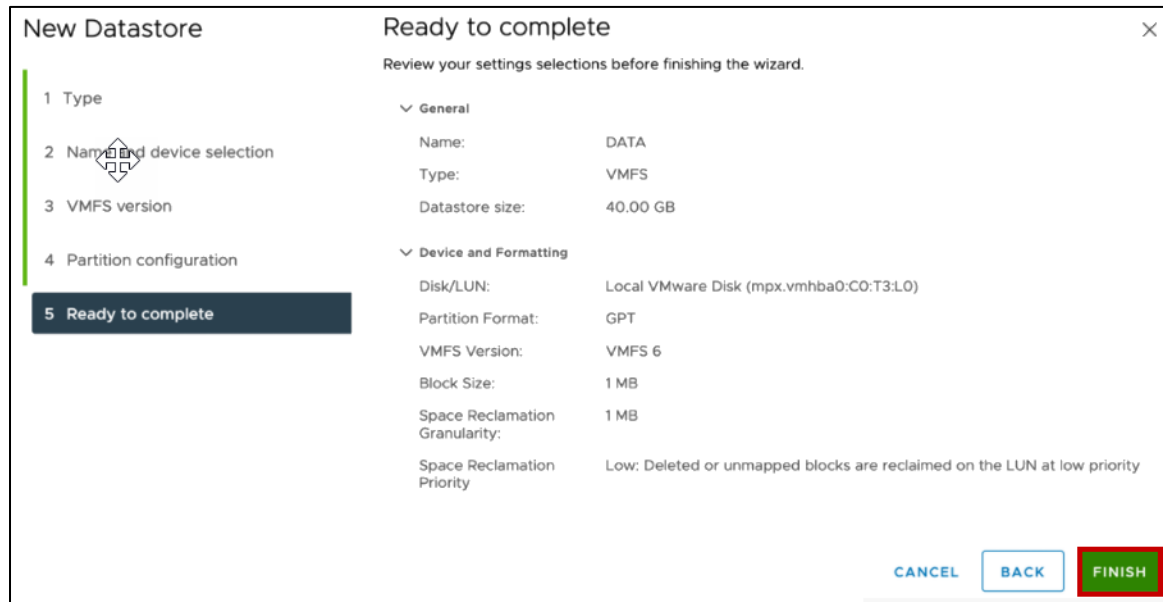 New Datastore
1 Type
2 Name and device selection
3 VMFS version
4 Partition configuration
5 Ready to complete
Ready to complete
Review your settings selections before finishing the wizard.
General
Name: DATA
Type: VMFS
Datastore size: 40.00 GB
Device and Formatting
Disk/LUN: Local VMware Disk (mpx.vmhba0:C0:T3:L0)
Partition Format: GPT
VMFS Version: VMFS 6
Block Size: 1 MB
Space Reclamation 1 MB
Granularity:
Space Reclamation Low: Deleted or unmapped blocks are reclaimed on the LUN at low priority
Priority
CANCEL BACK FINISH